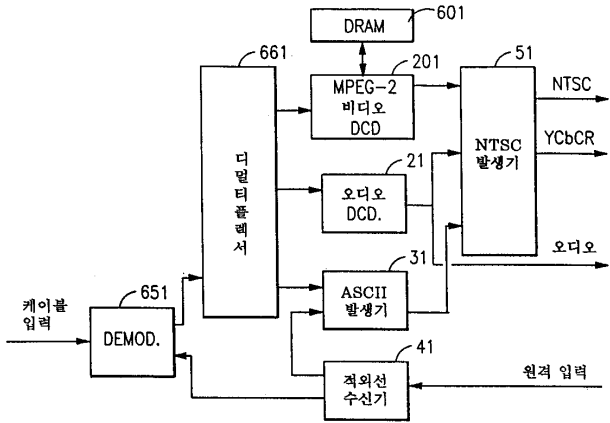 DRAM
601
661
201
51
MPEG-2
비디오
DCD
NTSC
YCbCR
NTSC
발생기
디멀티플렉서
21
오디오
DCD.
오디오
31
ASCII
발생기
651
케이블
입력
DEMOD.
41
적외선
수신기
원격 입력